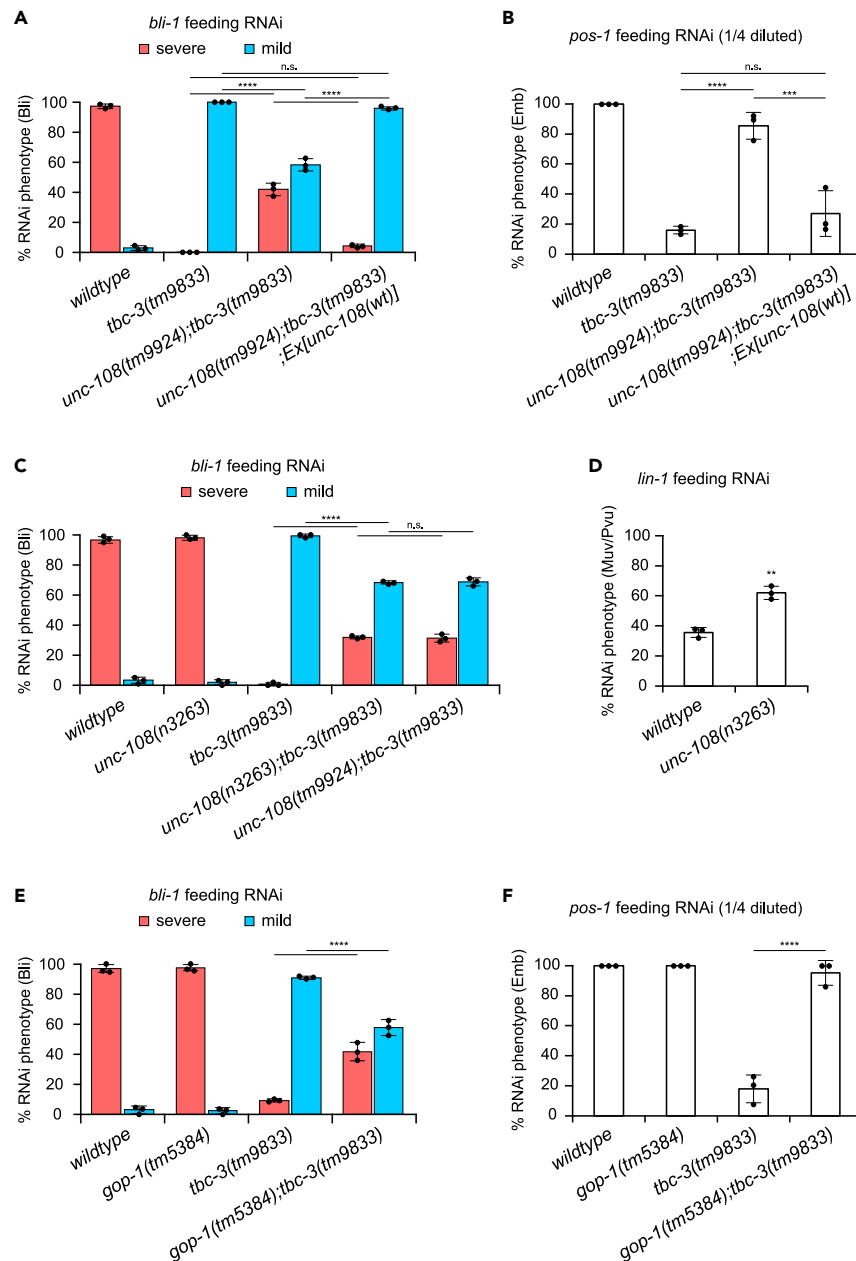 A
bli-1 feeding RNAi
severe mild
n.s.
****
****
% RNAi phenotype (Bli)
100
80
60
40
20
0
wildtype
tbc-3(tm9833)
unc-108(tm9924);tbc-3(tm9833)
unc-108(tm9924);tbc-3(tm9833)
;Ex[unc-108(wt)]
B
pos-1 feeding RNAi (1/4 diluted)
n.s.
****
***
% RNAi phenotype (Emb)
100
80
60
40
20
0
wildtype
tbc-3(tm9833)
unc-108(tm9924);tbc-3(tm9833)
unc-108(tm9924);tbc-3(tm9833)
;Ex[unc-108(wt)]
C
bli-1 feeding RNAi
severe mild
****
n.s.
% RNAi phenotype (Bli)
100
80
60
40
20
0
wildtype
unc-108(n3263)
tbc-3(tm9833)
unc-108(n3263);tbc-3(tm9833)
unc-108(tm9924);tbc-3(tm9833)
D
lin-1 feeding RNAi
**
% RNAi phenotype (Muv/Pvu)
100
80
60
40
20
0
wildtype
unc-108(n3263)
E
bli-1 feeding RNAi
severe mild
****
% RNAi phenotype (Bli)
100
80
60
40
20
0
wildtype
gop-1(tm5384)
tbc-3(tm9833)
gop-1(tm5384);tbc-3(tm9833)
F
pos-1 feeding RNAi (1/4 diluted)
****
% RNAi phenotype (Emb)
100
80
60
40
20
0
wildtype
gop-1(tm5384)
tbc-3(tm9833)
gop-1(tm5384);tbc-3(tm9833)